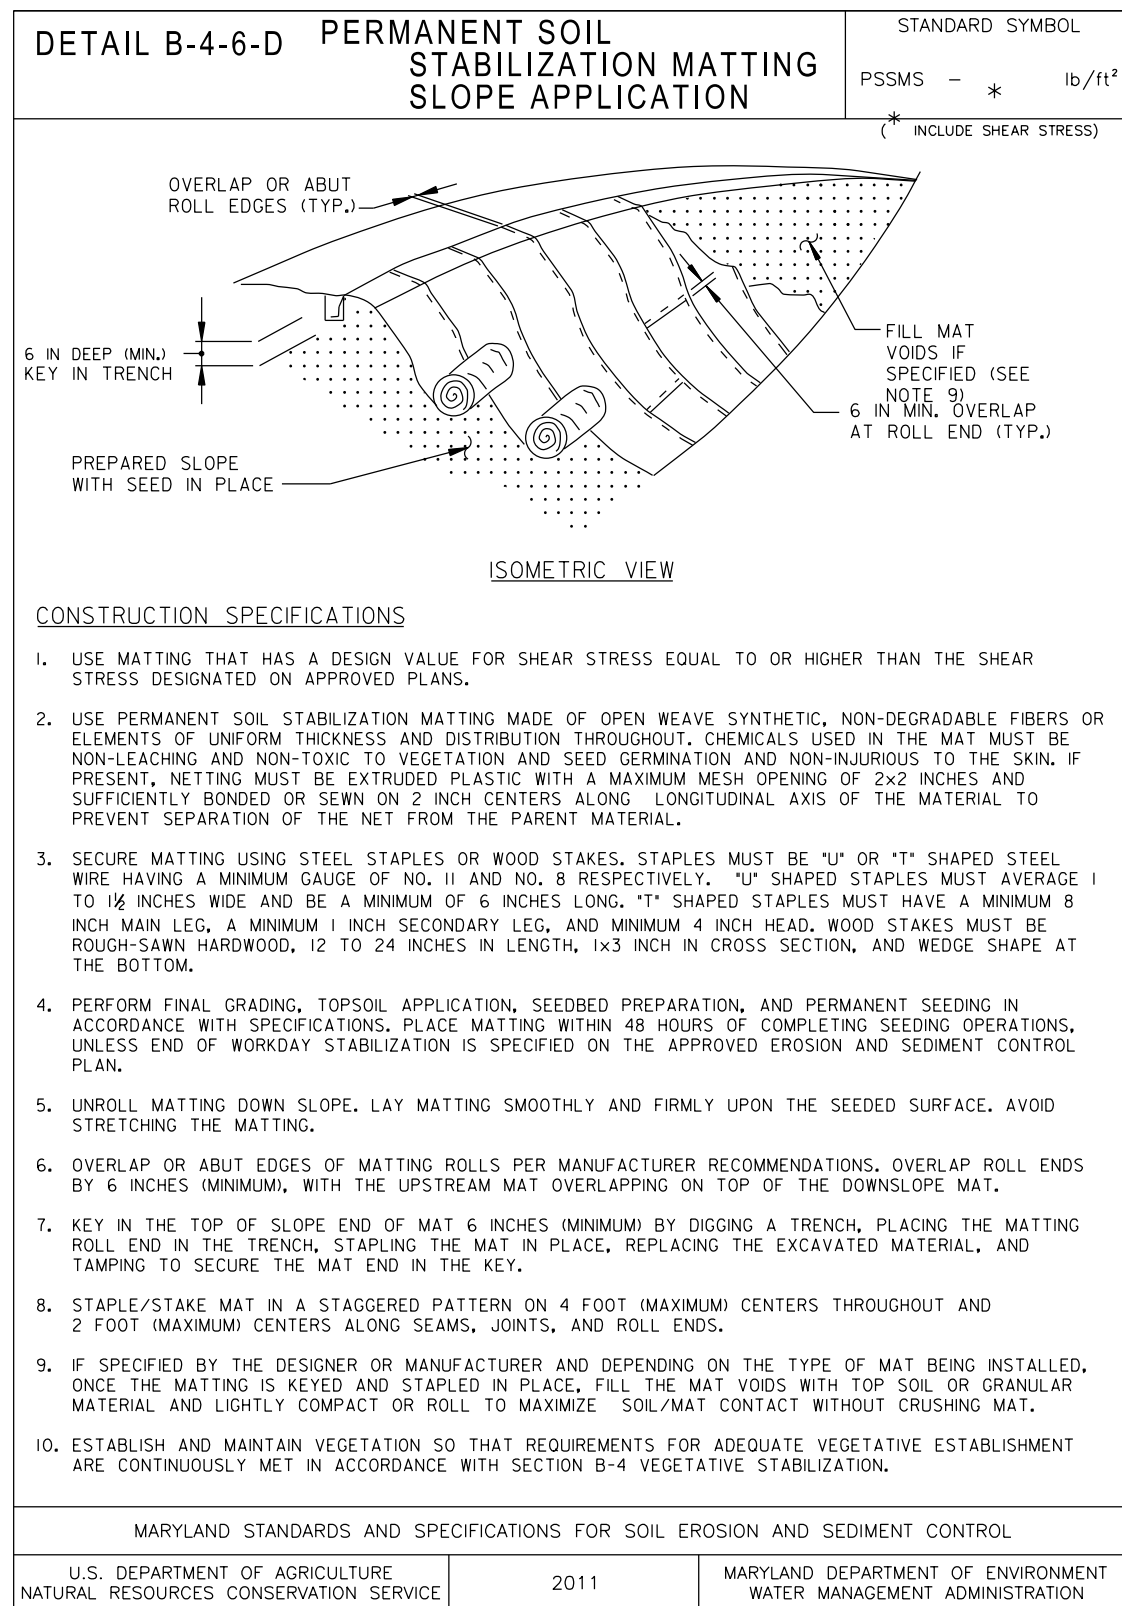 DETAIL B-4-6-D
PERMANENT SOIL
STABILIZATION MATTING
SLOPE APPLICATION
STANDARD SYMBOL
PSSMS - * lb/ft²
(* INCLUDE SHEAR STRESS)
OVERLAP OR ABUT
ROLL EDGES (TYP.)
6 IN DEEP (MIN.)
KEY IN TRENCH
PREPARED SLOPE
WITH SEED IN PLACE
FILL MAT
VOIDS IF
SPECIFIED (SEE
NOTE 9)
6 IN MIN. OVERLAP
AT ROLL END (TYP.)
ISOMETRIC VIEW
CONSTRUCTION SPECIFICATIONS
1. USE MATTING THAT HAS A DESIGN VALUE FOR SHEAR STRESS EQUAL TO OR HIGHER THAN THE SHEAR
STRESS DESIGNATED ON APPROVED PLANS.
2. USE PERMANENT SOIL STABILIZATION MATTING MADE OF OPEN WEAVE SYNTHETIC, NON-DEGRADABLE FIBERS OR
ELEMENTS OF UNIFORM THICKNESS AND DISTRIBUTION THROUGHOUT. CHEMICALS USED IN THE MAT MUST BE
NON-LEACHING AND NON-TOXIC TO VEGETATION AND SEED GERMINATION AND NON-INJURIOUS TO THE SKIN. IF
PRESENT, NETTING MUST BE EXTRUDED PLASTIC WITH A MAXIMUM MESH OPENING OF 2x2 INCHES AND
SUFFICIENTLY BONDED OR SEWN ON 2 INCH CENTERS ALONG LONGITUDINAL AXIS OF THE MATERIAL TO
PREVENT SEPARATION OF THE NET FROM THE PARENT MATERIAL.
3. SECURE MATTING USING STEEL STAPLES OR WOOD STAKES. STAPLES MUST BE "U" OR "T" SHAPED STEEL
WIRE HAVING A MINIMUM GAUGE OF NO. 11 AND NO. 8 RESPECTIVELY. "U" SHAPED STAPLES MUST AVERAGE 1
TO 1½ INCHES WIDE AND BE A MINIMUM OF 6 INCHES LONG. "T" SHAPED STAPLES MUST HAVE A MINIMUM 8
INCH MAIN LEG, A MINIMUM 1 INCH SECONDARY LEG, AND MINIMUM 4 INCH HEAD. WOOD STAKES MUST BE
ROUGH-SAWN HARDWOOD, 12 TO 24 INCHES IN LENGTH, 1x3 INCH IN CROSS SECTION, AND WEDGE SHAPE AT
THE BOTTOM.
4. PERFORM FINAL GRADING, TOPSOIL APPLICATION, SEEDBED PREPARATION, AND PERMANENT SEEDING IN
ACCORDANCE WITH SPECIFICATIONS. PLACE MATTING WITHIN 48 HOURS OF COMPLETING SEEDING OPERATIONS,
UNLESS END OF WORKDAY STABILIZATION IS SPECIFIED ON THE APPROVED EROSION AND SEDIMENT CONTROL
PLAN.
5. UNROLL MATTING DOWN SLOPE. LAY MATTING SMOOTHLY AND FIRMLY UPON THE SEEDED SURFACE. AVOID
STRETCHING THE MATTING.
6. OVERLAP OR ABUT EDGES OF MATTING ROLLS PER MANUFACTURER RECOMMENDATIONS. OVERLAP ROLL ENDS
BY 6 INCHES (MINIMUM), WITH THE UPSTREAM MAT OVERLAPPING ON TOP OF THE DOWNSLOPE MAT.
7. KEY IN THE TOP OF SLOPE END OF MAT 6 INCHES (MINIMUM) BY DIGGING A TRENCH, PLACING THE MATTING
ROLL END IN THE TRENCH, STAPLING THE MAT IN PLACE, REPLACING THE EXCAVATED MATERIAL, AND
TAMPING TO SECURE THE MAT END IN THE KEY.
8. STAPLE/STAKE MAT IN A STAGGERED PATTERN ON 4 FOOT (MAXIMUM) CENTERS THROUGHOUT AND
2 FOOT (MAXIMUM) CENTERS ALONG SEAMS, JOINTS, AND ROLL ENDS.
9. IF SPECIFIED BY THE DESIGNER OR MANUFACTURER AND DEPENDING ON THE TYPE OF MAT BEING INSTALLED,
ONCE THE MATTING IS KEYED AND STAPLED IN PLACE, FILL THE MAT VOIDS WITH TOP SOIL OR GRANULAR
MATERIAL AND LIGHTLY COMPACT OR ROLL TO MAXIMIZE SOIL/MAT CONTACT WITHOUT CRUSHING MAT.
10. ESTABLISH AND MAINTAIN VEGETATION SO THAT REQUIREMENTS FOR ADEQUATE VEGETATIVE ESTABLISHMENT
ARE CONTINUOUSLY MET IN ACCORDANCE WITH SECTION B-4 VEGETATIVE STABILIZATION.
MARYLAND STANDARDS AND SPECIFICATIONS FOR SOIL EROSION AND SEDIMENT CONTROL
U.S. DEPARTMENT OF AGRICULTURE
NATURAL RESOURCES CONSERVATION SERVICE
2011
MARYLAND DEPARTMENT OF ENVIRONMENT
WATER MANAGEMENT ADMINISTRATION